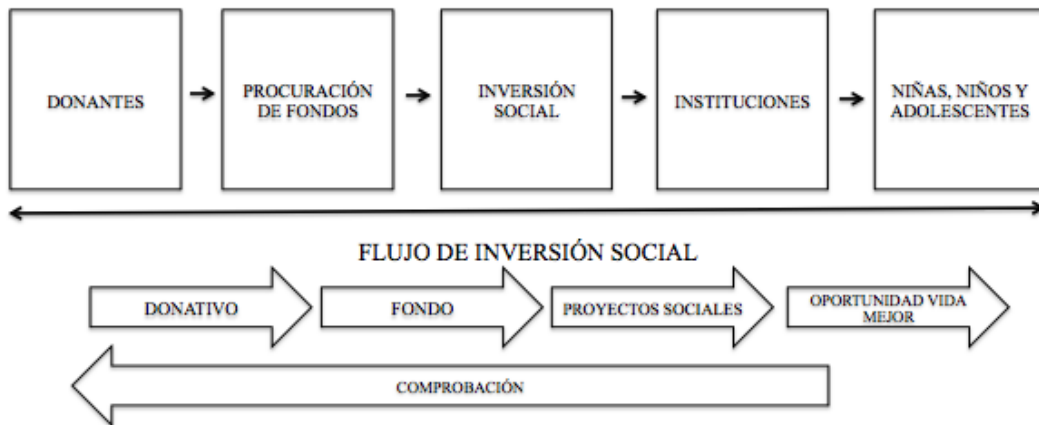 DONANTES
PROCURACIÓN
DE FONDOS
INVERSIÓN
SOCIAL
INSTITUCIONES
NIÑAS, NIÑOS Y
ADOLESCENTES
FLUJO DE INVERSIÓN SOCIAL
DONATIVO
FONDO
PROYECTOS SOCIALES
OPORTUNIDAD VIDA
MEJOR
COMPROBACIÓN